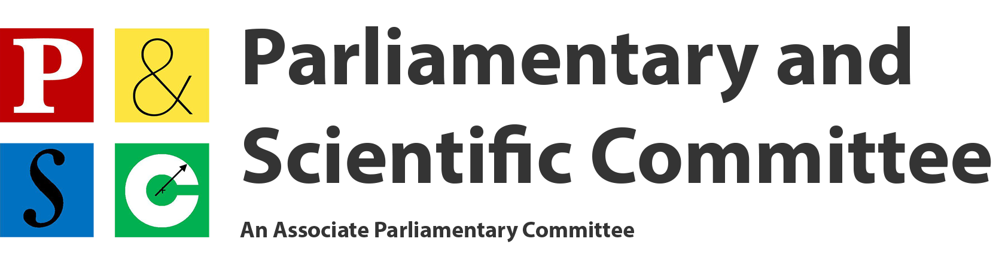 P &
S C
Parliamentary and
Scientific Committee
An Associate Parliamentary Committee